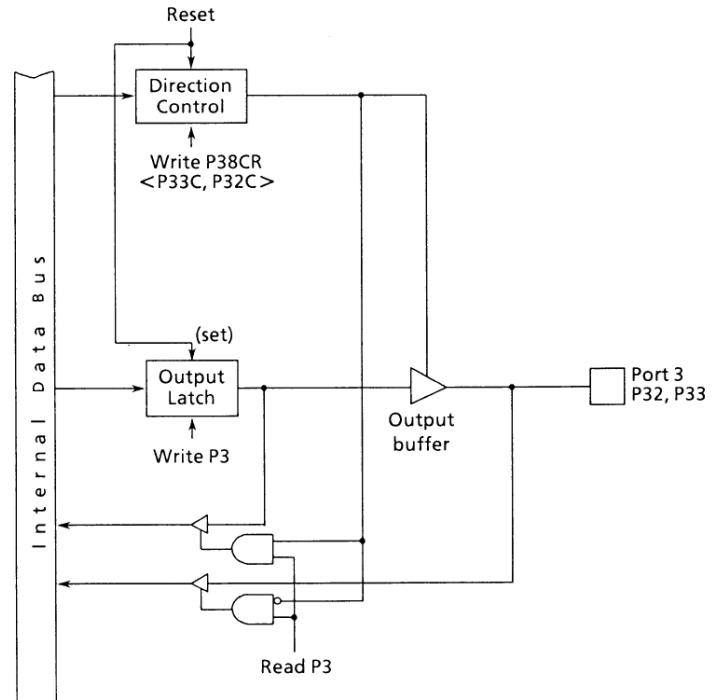 Reset
Direction
Control
Write P38CR
<P33C, P32C>
Internal Data Bus
(set)
Output
Latch
Write P3
Output
buffer
Port 3
P32, P33
Read P3